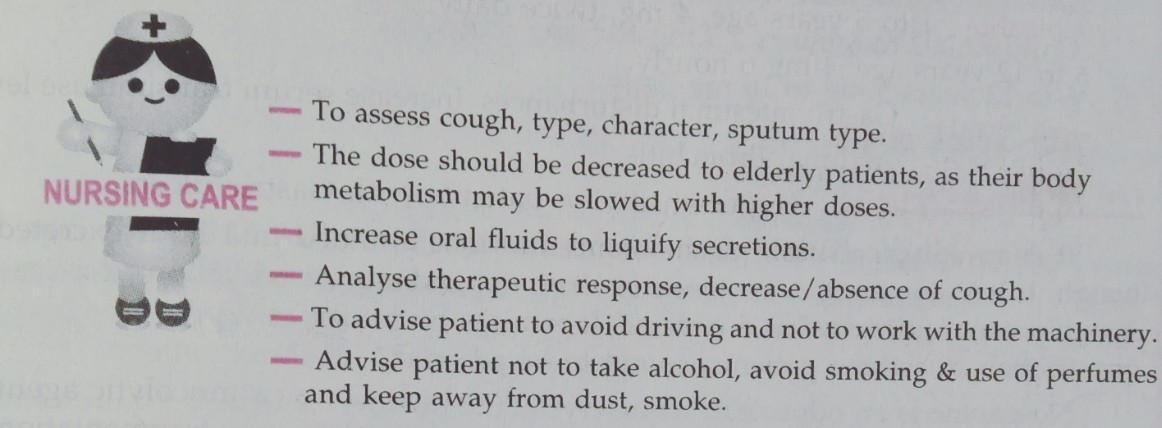 NURSING CARE
— To assess cough, type, character, sputum type.
— The dose should be decreased to elderly patients, as their body
metabolism may be slowed with higher doses.
— Increase oral fluids to liquify secretions.
— Analyse therapeutic response, decrease/absence of cough.
— To advise patient to avoid driving and not to work with the machinery.
— Advise patient not to take alcohol, avoid smoking & use of perfumes
and keep away from dust, smoke.